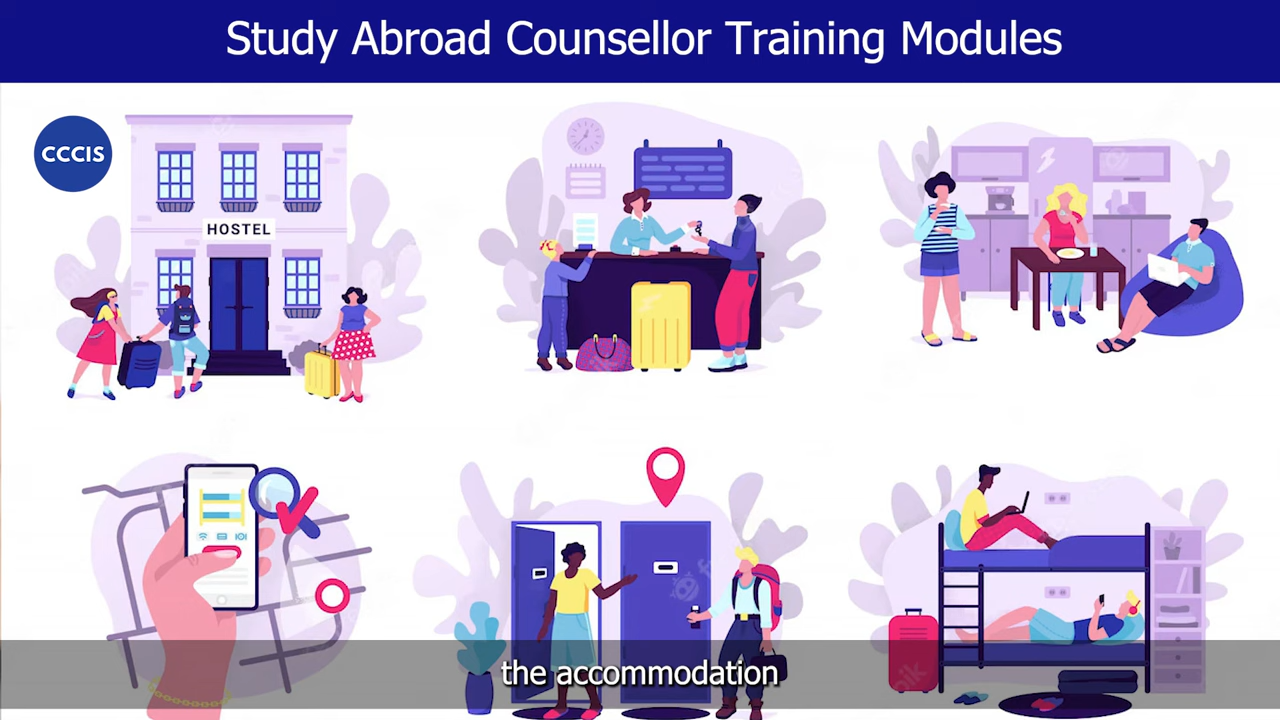 Study Abroad Counsellor Training Modules
CCCIS
HOSTEL
the accommodation